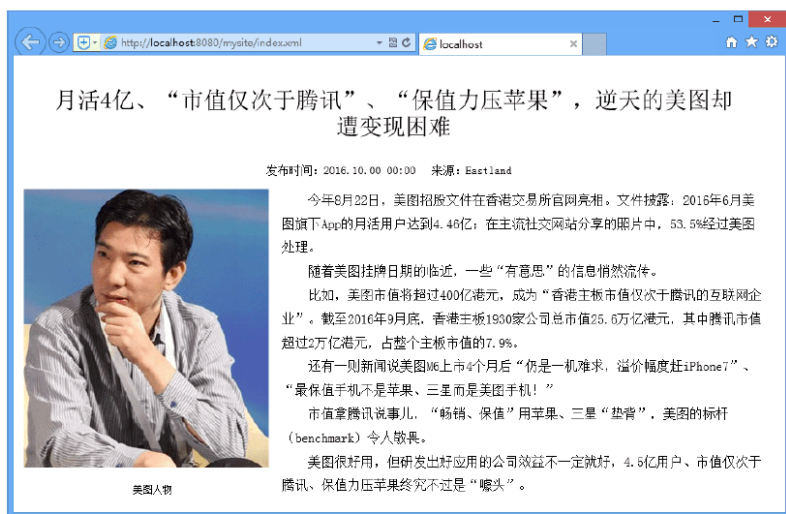 http://localhost:8080/mysite/index.xml
localhost
月活4亿、“市值仅次于腾讯”、“保值力压苹果”，逆天的美图却
遭变现困难
发布时间：2016.10.00 00:00 来源：Eastland
今年8月22日，美图招股文件在香港交易所官网亮相。文件披露：2016年6月美
图旗下App的月活用户达到4.46亿；在主流社交网站分享的照片中，53.5%经过美图
处理。
随着美图挂牌日期的临近，一些“有意思”的信息悄然流传。
比如，美图市值将超过400亿港元，成为“香港主板市值仅次于腾讯的互联网企
业”。截至2016年9月底，香港主板1930家公司总市值25.6万亿港元，其中腾讯市值
超过2万亿港元，占整个主板市值的7.9%。
还有一则新闻说美图M6上市4个月后“仍是一机难求，溢价幅度赶iPhone7”、
“最保值手机不是苹果、三星而是美图手机！”
市值拿腾讯说事儿，“畅销、保值”用苹果、三星“垫背”，美图的标杆
（benchmark）令人敬畏。
美图很好用，但研发出好应用的公司效益不一定就好，4.5亿用户、市值仅次于
腾讯、保值力压苹果终究不过是“噱头”。
美图人物